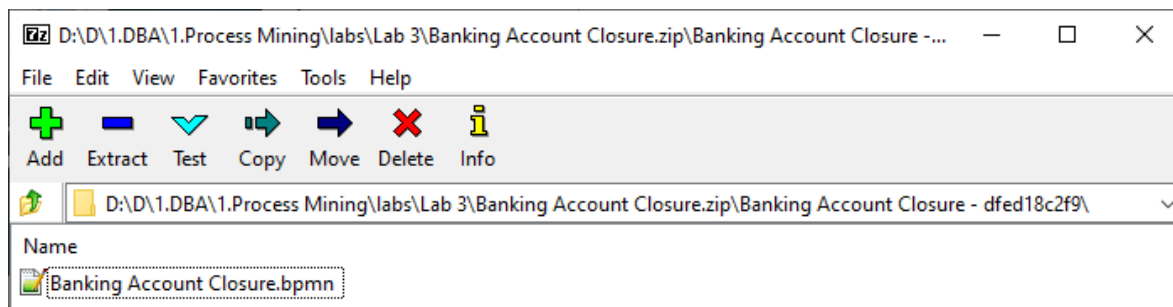 7z D:\D\1.DBA\1.Process Mining\labs\Lab 3\Banking Account Closure.zip\Banking Account Closure -...
File Edit View Favorites Tools Help
Add Extract Test Copy Move Delete Info
D:\D\1.DBA\1.Process Mining\labs\Lab 3\Banking Account Closure.zip\Banking Account Closure - dfed18c2f9\
Name
Banking Account Closure.bpmn